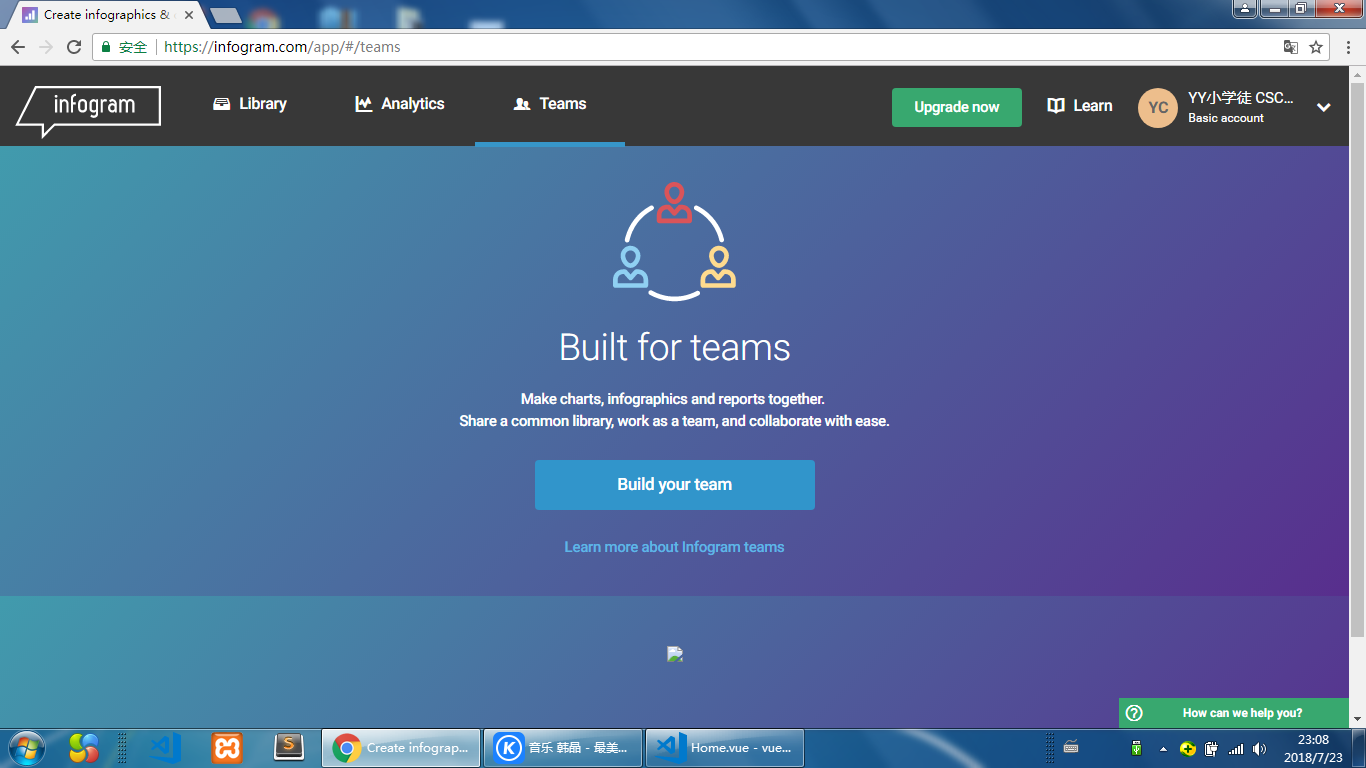 Create infographics &
安全
https://infogram.com/app/#/teams
infogram
Library
Analytics
Teams
Upgrade now
Learn
YC
YY小学徒 CSC...
Basic account
Built for teams
Make charts, infographics and reports together.
Share a common library, work as a team, and collaborate with ease.
Build your team
Learn more about Infogram teams
How can we help you?
S
Create infograp...
K
音乐 韩晶 - 最美...
Home.vue - vue...
23:08
2018/7/23